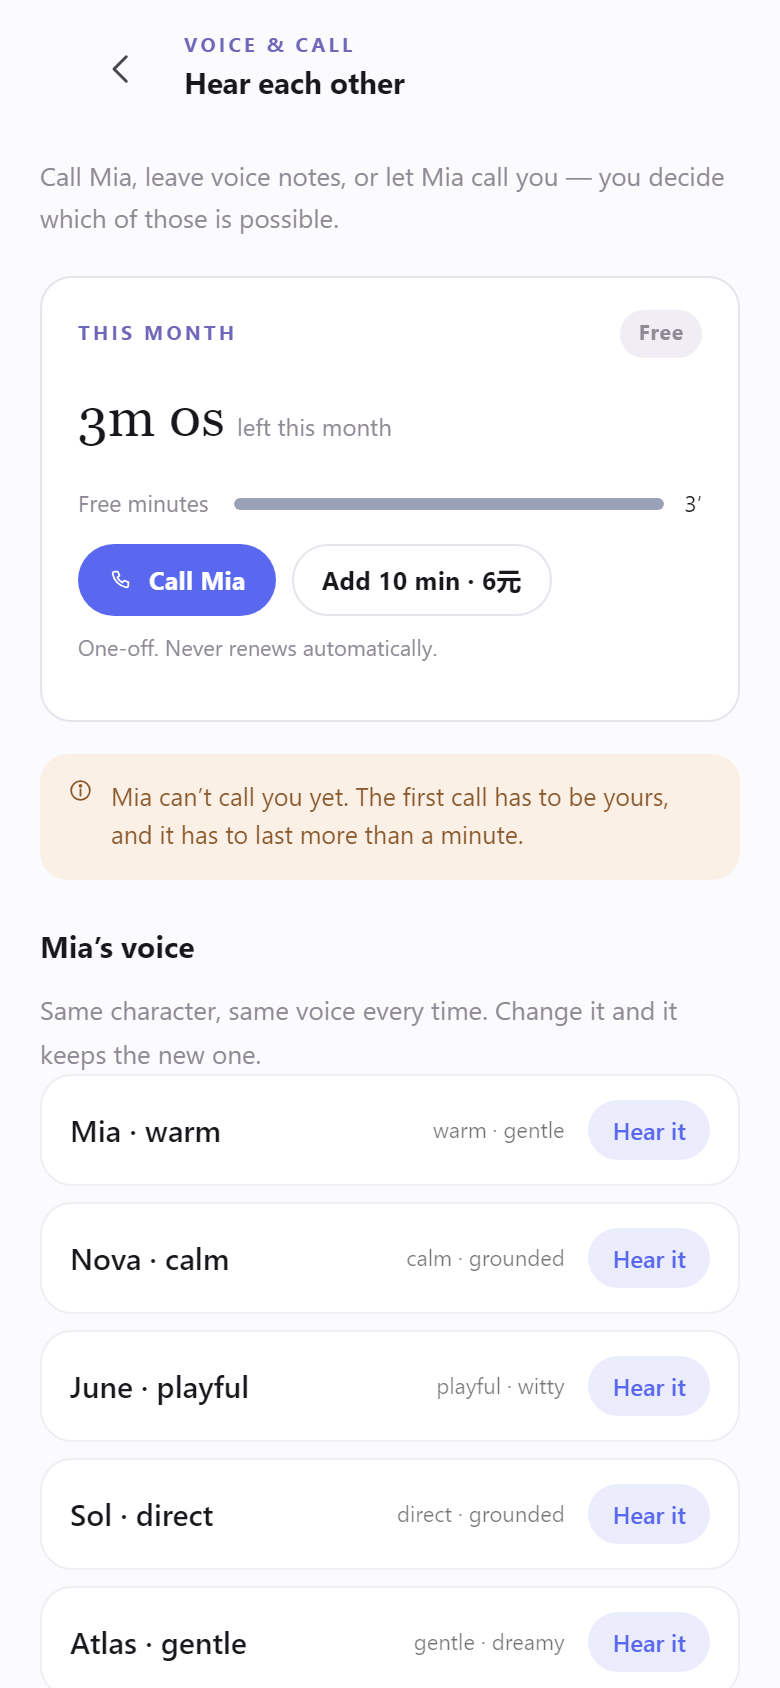 VOICE & CALL
Hear each other
Call Mia, leave voice notes, or let Mia call you — you decide
which of those is possible.
THIS MONTH
Free
3m 0s left this month
Free minutes 3′
Call Mia
Add 10 min · 6元
One-off. Never renews automatically.
Mia can’t call you yet. The first call has to be yours,
and it has to last more than a minute.
Mia’s voice
Same character, same voice every time. Change it and it
keeps the new one.
Mia · warm
warm · gentle
Hear it
Nova · calm
calm · grounded
Hear it
June · playful
playful · witty
Hear it
Sol · direct
direct · grounded
Hear it
Atlas · gentle
gentle · dreamy
Hear it